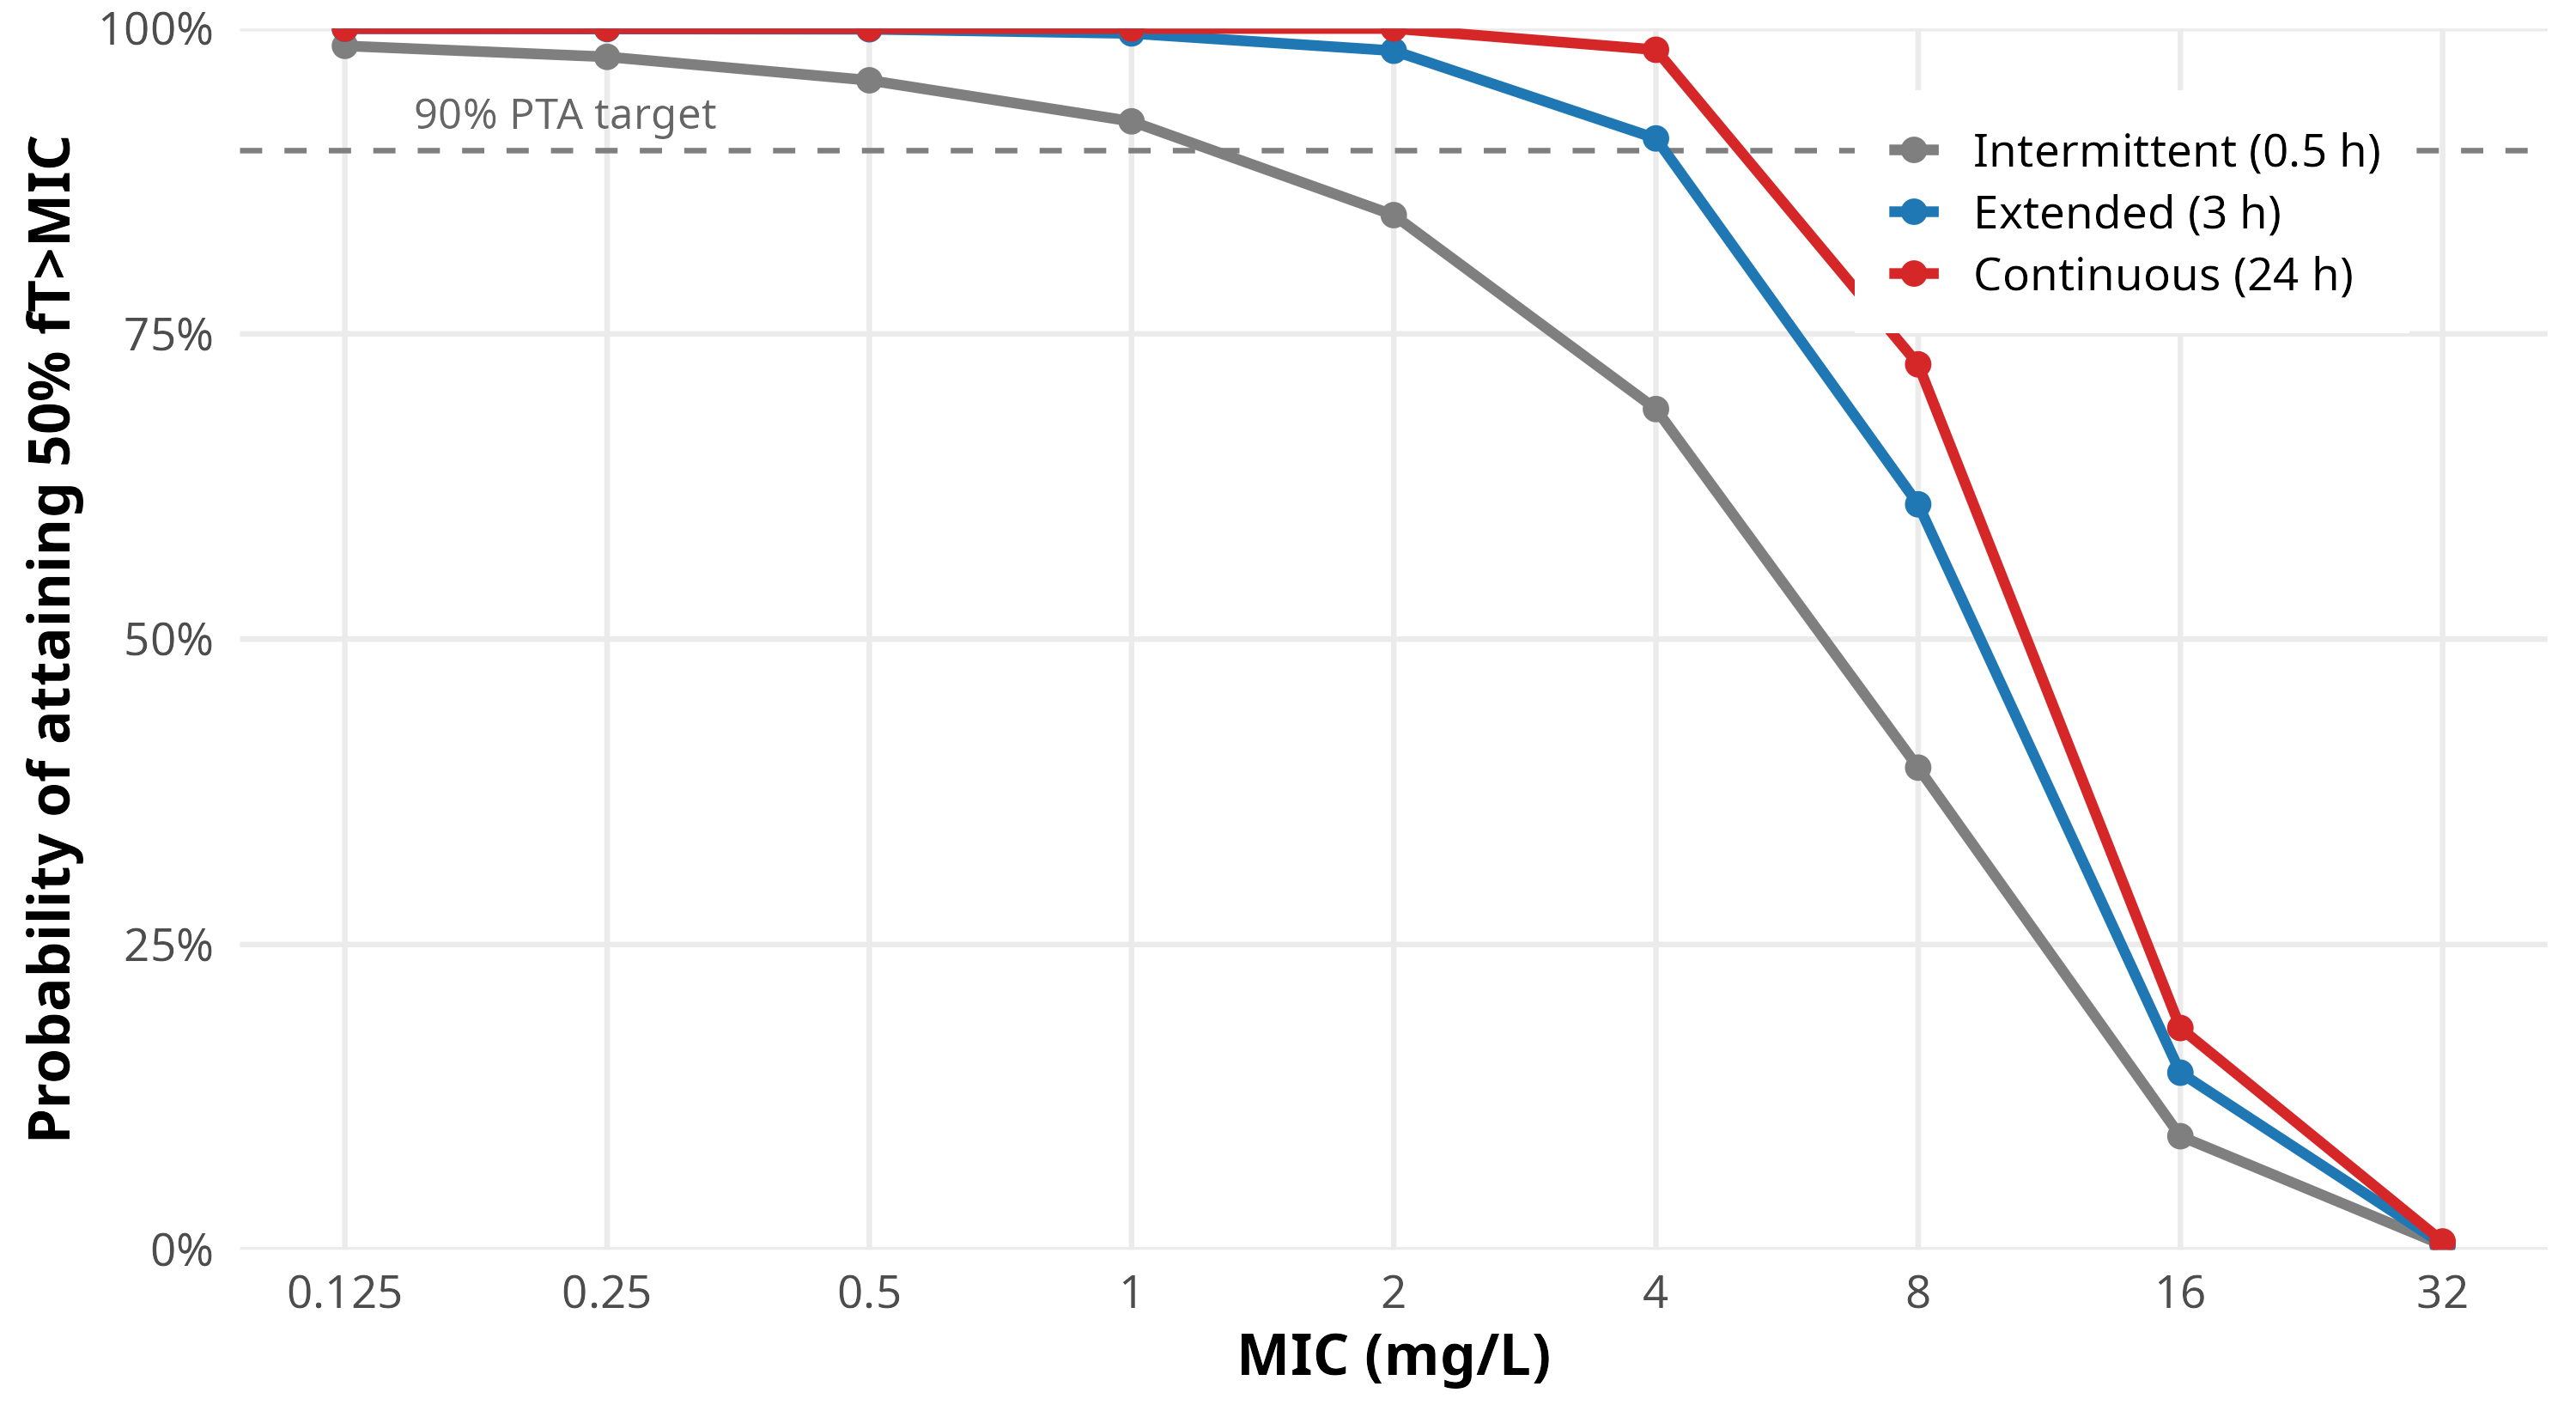 Probability of attaining 50% fT>MIC
100%
75%
50%
25%
0%
90% PTA target
Intermittent (0.5 h)
Extended (3 h)
Continuous (24 h)
0.125 0.25 0.5 1 2 4 8 16 32
MIC (mg/L)